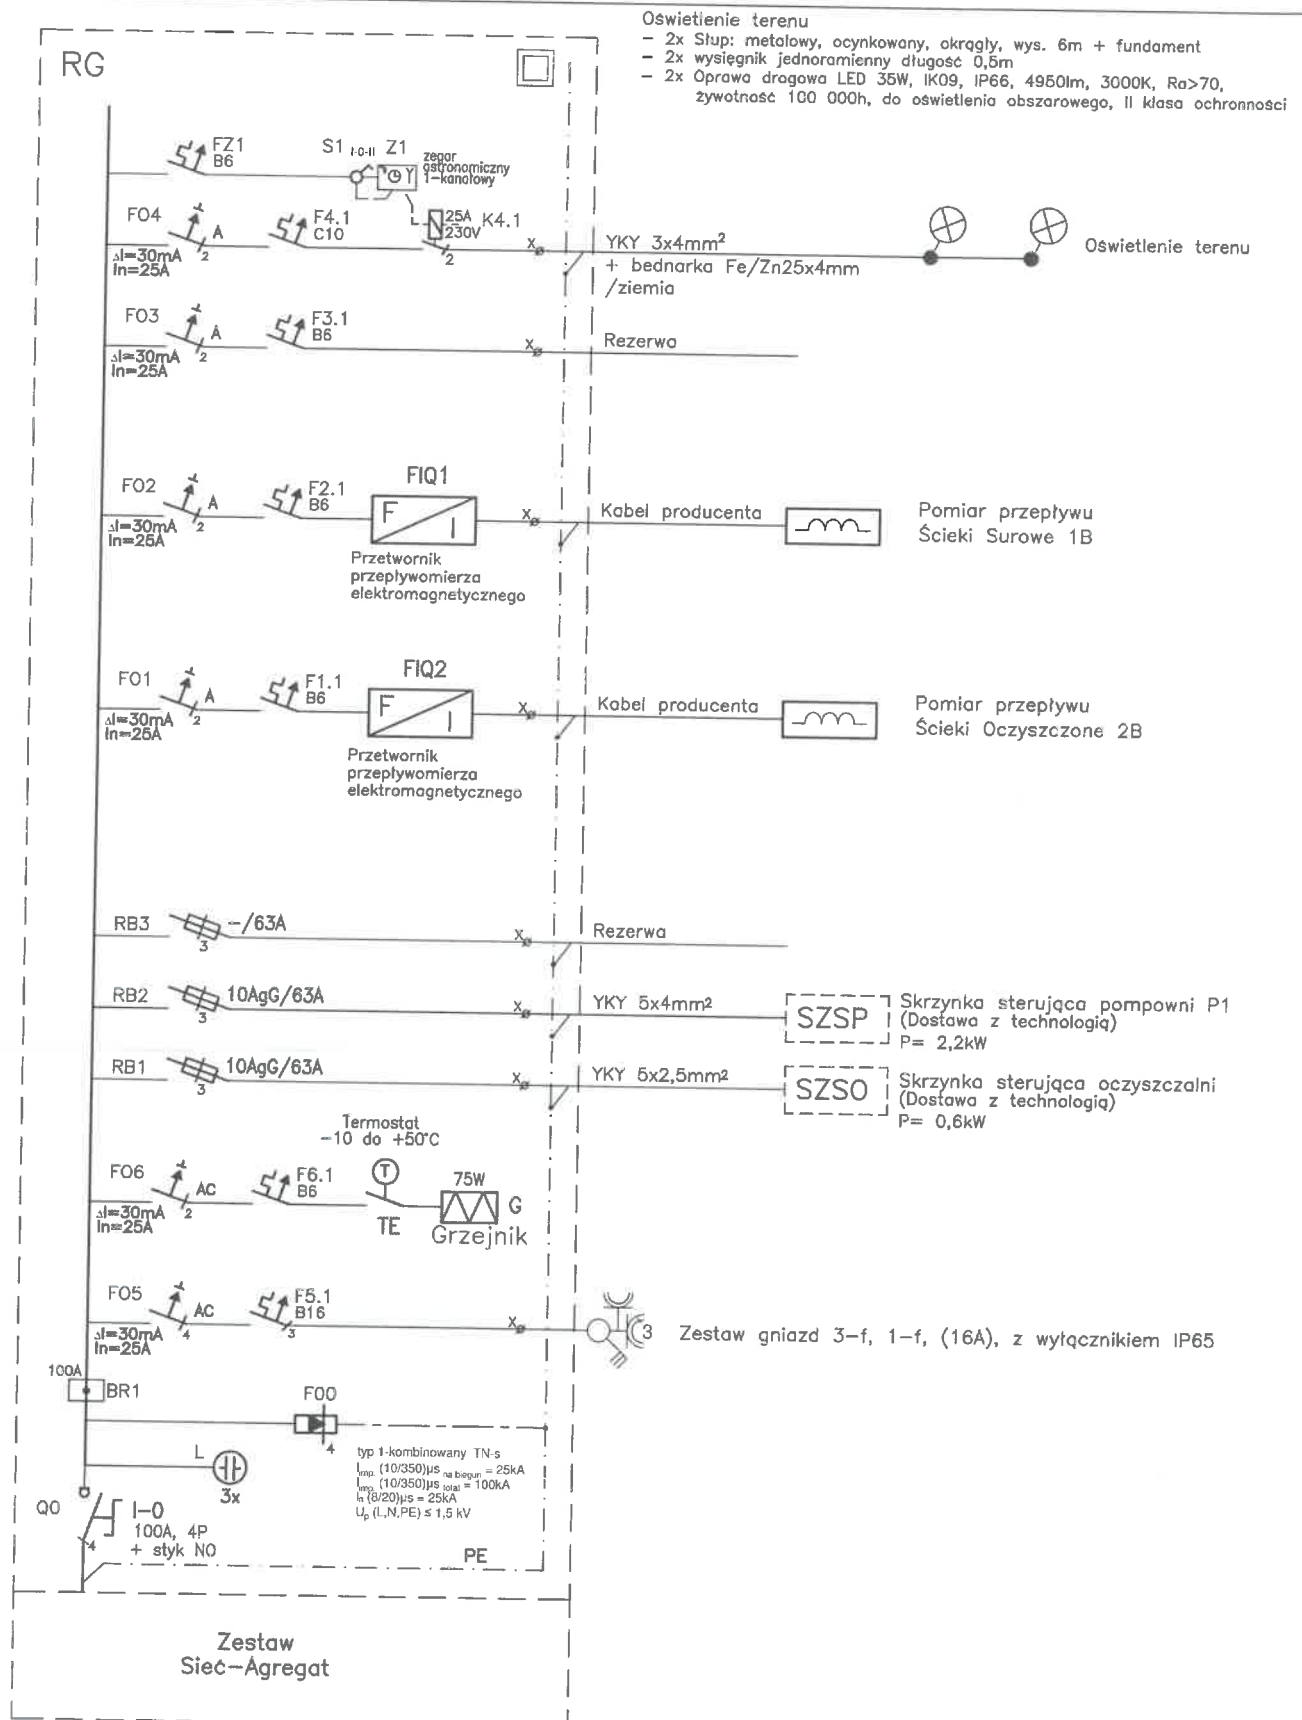 Oświetlenie terenu
- 2x Słup: metalowy, ocynkowany, okrągły, wys. 6m + fundament
- 2x wysięgnik jednoramienny długość 0,5m
- 2x Oprawa drogowa LED 35W, IK09, IP66, 4950lm, 3000K, Ra>70,
żywotność 100 000h, do oświetlenia obszarowego, II klasa ochronności
RG
FZ1
B6
S1 I-0-II Z1
zegar
astronomiczny
1-kanałowy
FO4
A
2
F4.1
C10
25A
230V
K4.1
2
X
ΔI=30mA
In=25A
YKY 3x4mm²
+ bednarka Fe/Zn25x4mm
/ziemia
Oświetlenie terenu
FO3
A
2
F3.1
B6
X
Rezerwa
ΔI=30mA
In=25A
FO2
A
2
F2.1
B6
FIQ1
F
I
X
Kabel producenta
Pomiar przepływu
Ścieki Surowe 1B
ΔI=30mA
In=25A
Przetwornik
przepływomierza
elektromagnetycznego
FO1
A
2
F1.1
B6
FIQ2
F
I
X
Kabel producenta
Pomiar przepływu
Ścieki Oczyszczone 2B
ΔI=30mA
In=25A
Przetwornik
przepływomierza
elektromagnetycznego
RB3
3
-/63A
X
Rezerwa
RB2
3
10AgG/63A
X
YKY 5x4mm²
SZSP
Skrzynka sterująca pompowni P1
(Dostawa z technologią)
P= 2,2kW
RB1
3
10AgG/63A
X
YKY 5x2,5mm²
SZSO
Skrzynka sterująca oczyszczalni
(Dostawa z technologią)
P= 0,6kW
Termostat
-10 do +50°C
FO6
AC
2
F6.1
B6
T
TE
75W
G
Grzejnik
ΔI=30mA
In=25A
FO5
AC
4
F5.1
B16
3
X
3
Zestaw gniazd 3-f, 1-f, (16A), z wyłącznikiem IP65
ΔI=30mA
In=25A
100A
BR1
F00
4
typ 1-kombinowany TN-s
Iimp. (10/350)µs na biegun = 25kA
Iimp. (10/350)µs total = 100kA
In (8/20)µs = 25kA
Up (L,N,PE) ≤ 1,5 kV
L
3x
Q0
I-0
100A, 4P
+ styk NO
4
PE
Zestaw
Sieć-Agregat